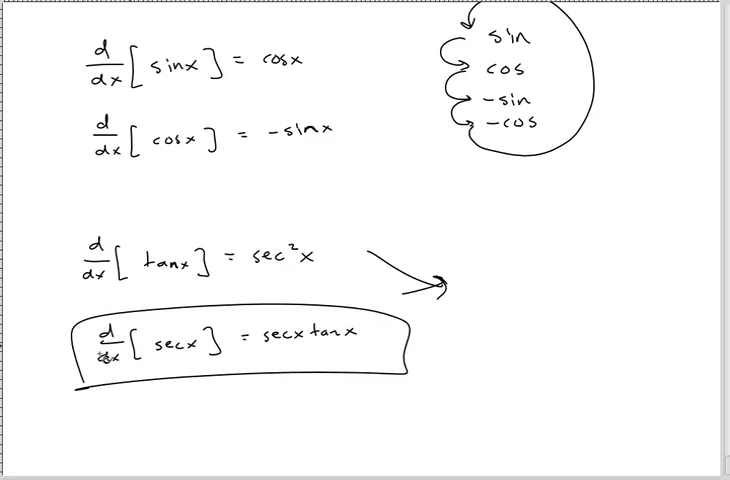 d/dx [ sinx ] = cosx
d/dx [ cosx ] = -sinx
d/dx [ tanx ] = sec²x
d/dx [ secx ] = secx tanx
sin
cos
-sin
-cos